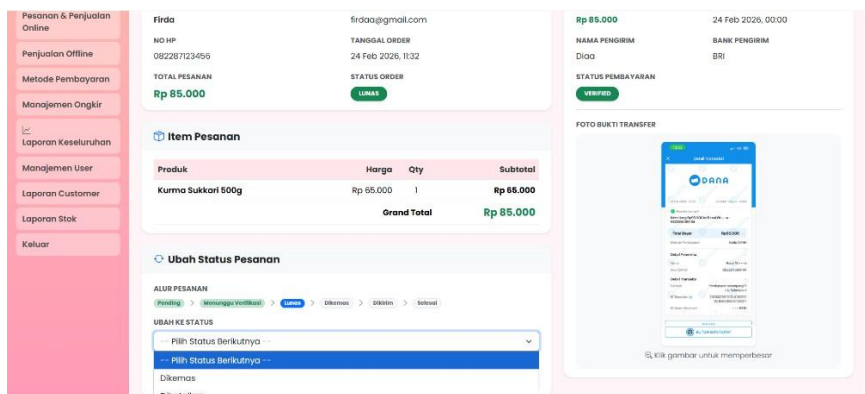 Pesanan & Penjualan
Online
Penjualan Offline
Metode Pembayaran
Manajemen Ongkir
Laporan Keseluruhan
Manajemen User
Laporan Customer
Laporan Stok
Keluar
Firda
firdaa@gmail.com
NO HP
TANGGAL ORDER
082287123456
24 Feb 2026, 11:32
TOTAL PESANAN
STATUS ORDER
Rp 85.000
LUNAS
Item Pesanan
Produk Harga Qty Subtotal
Kurma Sukkari 500g Rp 65.000 1 Rp 65.000
Grand Total Rp 85.000
Ubah Status Pesanan
ALUR PESANAN
Pending > Menunggu Verifikasi > Lunas > Dikemas > Dikirim > Selesai
UBAH KE STATUS
-- Pilih Status Berikutnya --
-- Pilih Status Berikutnya --
Dikemas
Rp 85.000
24 Feb 2026, 00:00
NAMA PENGIRIM
BANK PENGIRIM
Diaa
BRI
STATUS PEMBAYARAN
VERIFIED
FOTO BUKTI TRANSFER
DANA
Total Bayar
Klik gambar untuk memperbesar